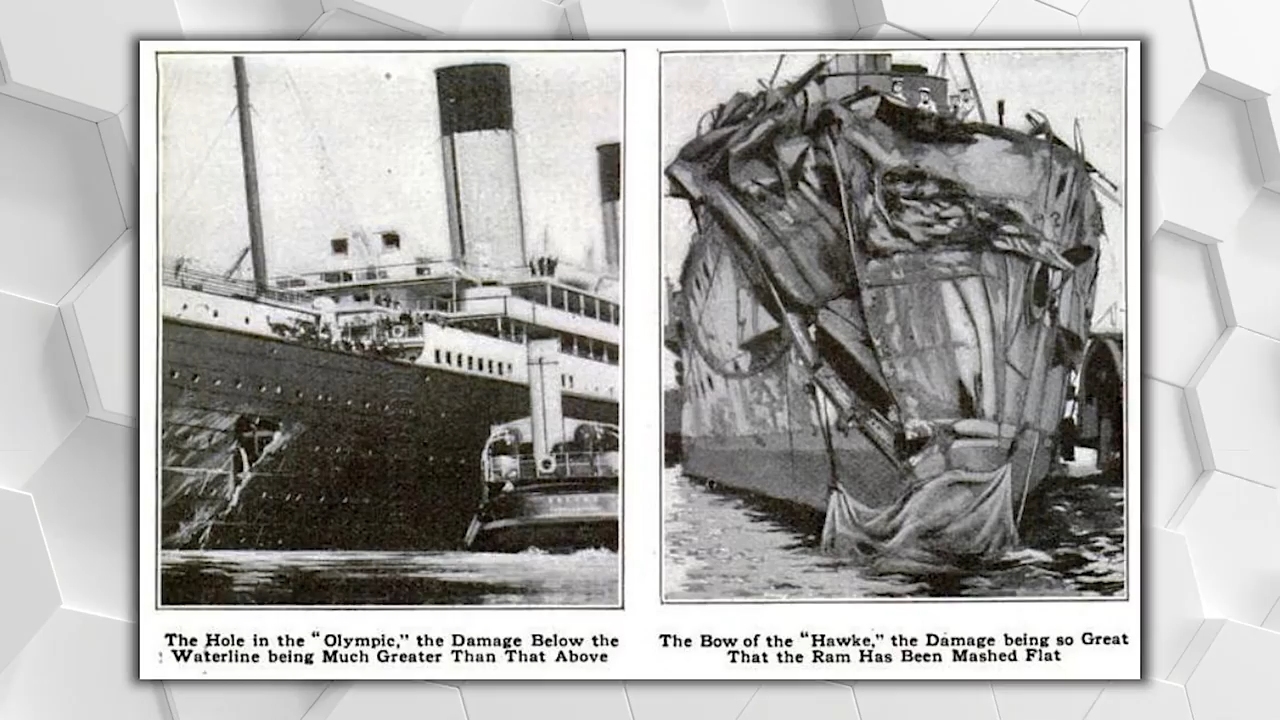 The Hole in the "Olympic," the Damage Below the
Waterline being Much Greater Than That Above
The Bow of the "Hawke," the Damage being so Great
That the Ram Has Been Mashed Flat